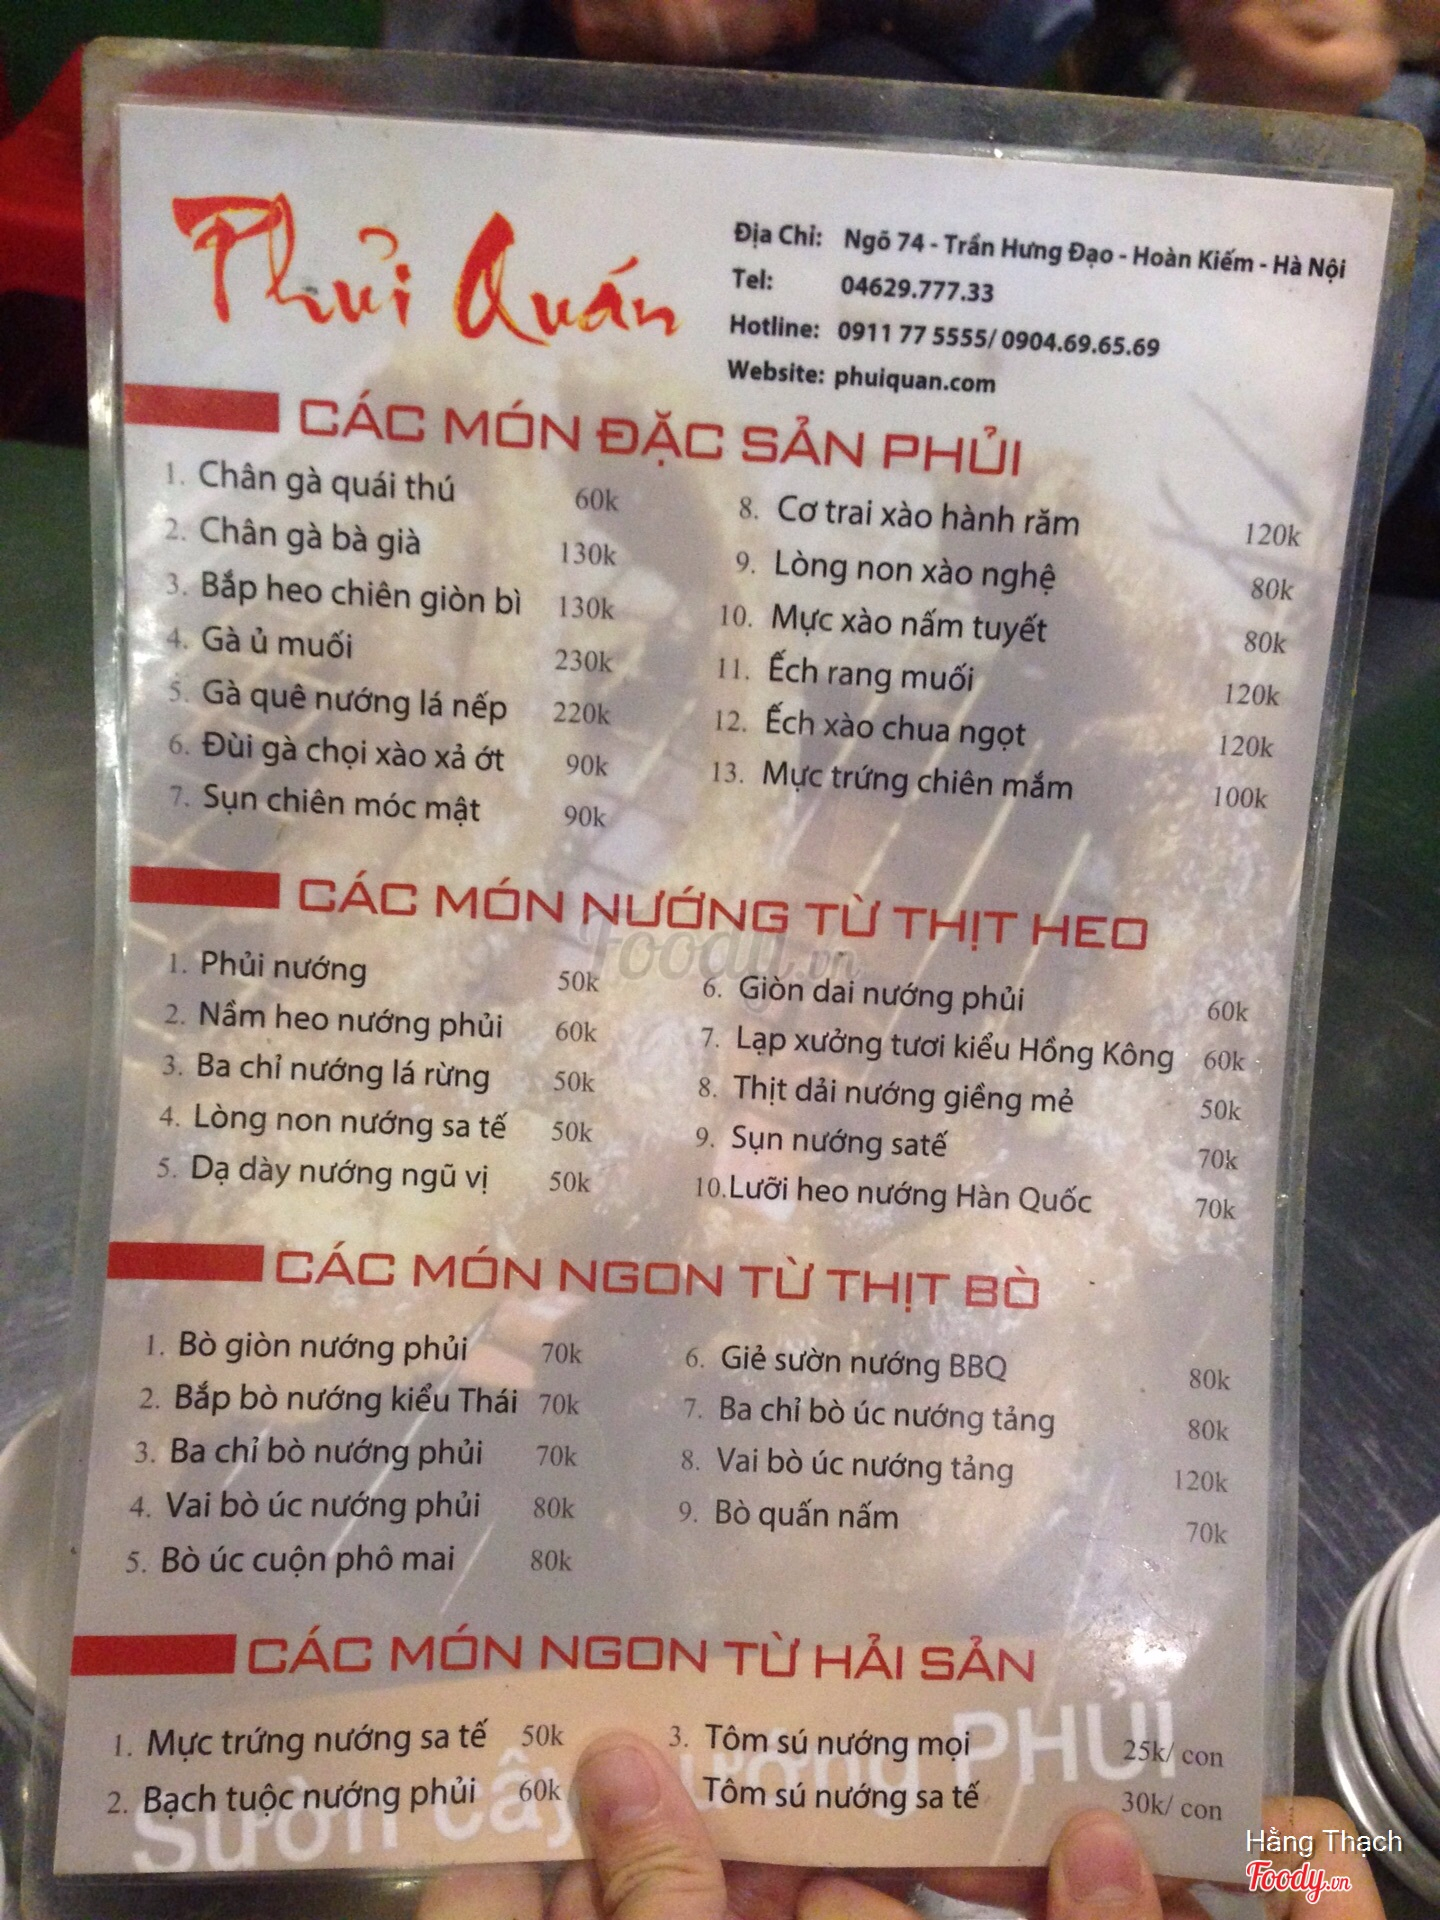 Phủi Quán
Địa Chỉ: Ngõ 74 - Trần Hưng Đạo - Hoàn Kiếm - Hà Nội
Tel: 04629.777.33
Hotline: 0911 77 5555/ 0904.69.65.69
Website: phuiquan.com
CÁC MÓN ĐẶC SẢN PHỦI
1. Chân gà quái thú 60k
2. Chân gà bà già 130k
3. Bắp heo chiên giòn bì 130k
4. Gà ủ muối 230k
5. Gà quê nướng lá nếp 220k
6. Đùi gà chọi xào xả ớt 90k
7. Sụn chiên móc mật 90k
8. Cơ trai xào hành răm 120k
9. Lòng non xào nghệ 80k
10. Mực xào nấm tuyết 80k
11. Ếch rang muối 120k
12. Ếch xào chua ngọt 120k
13. Mực trứng chiên mắm 100k
CÁC MÓN NƯỚNG TỪ THỊT HEO
1. Phủi nướng 50k
2. Nầm heo nướng phủi 60k
3. Ba chỉ nướng lá rừng 50k
4. Lòng non nướng sa tế 50k
5. Dạ dày nướng ngũ vị 50k
6. Giòn dai nướng phủi 60k
7. Lạp xưởng tươi kiểu Hồng Kông 60k
8. Thịt dải nướng giềng mẻ 50k
9. Sụn nướng satế 70k
10. Lưỡi heo nướng Hàn Quốc 70k
CÁC MÓN NGON TỪ THỊT BÒ
1. Bò giòn nướng phủi 70k
2. Bắp bò nướng kiểu Thái 70k
3. Ba chỉ bò nướng phủi 70k
4. Vai bò úc nướng phủi 80k
5. Bò úc cuộn phô mai 80k
6. Giẻ sườn nướng BBQ 80k
7. Ba chỉ bò úc nướng tảng 80k
8. Vai bò úc nướng tảng 120k
9. Bò quấn nấm 70k
CÁC MÓN NGON TỪ HẢI SẢN
1. Mực trứng nướng sa tế 50k
2. Bạch tuộc nướng phủi 60k
3. Tôm sú nướng mọi 25k/ con
Tôm sú nướng sa tế 30k/ con
Sườn cây nướng PHỦI
Foody.vn
Hằng Thạch
Foody.vn